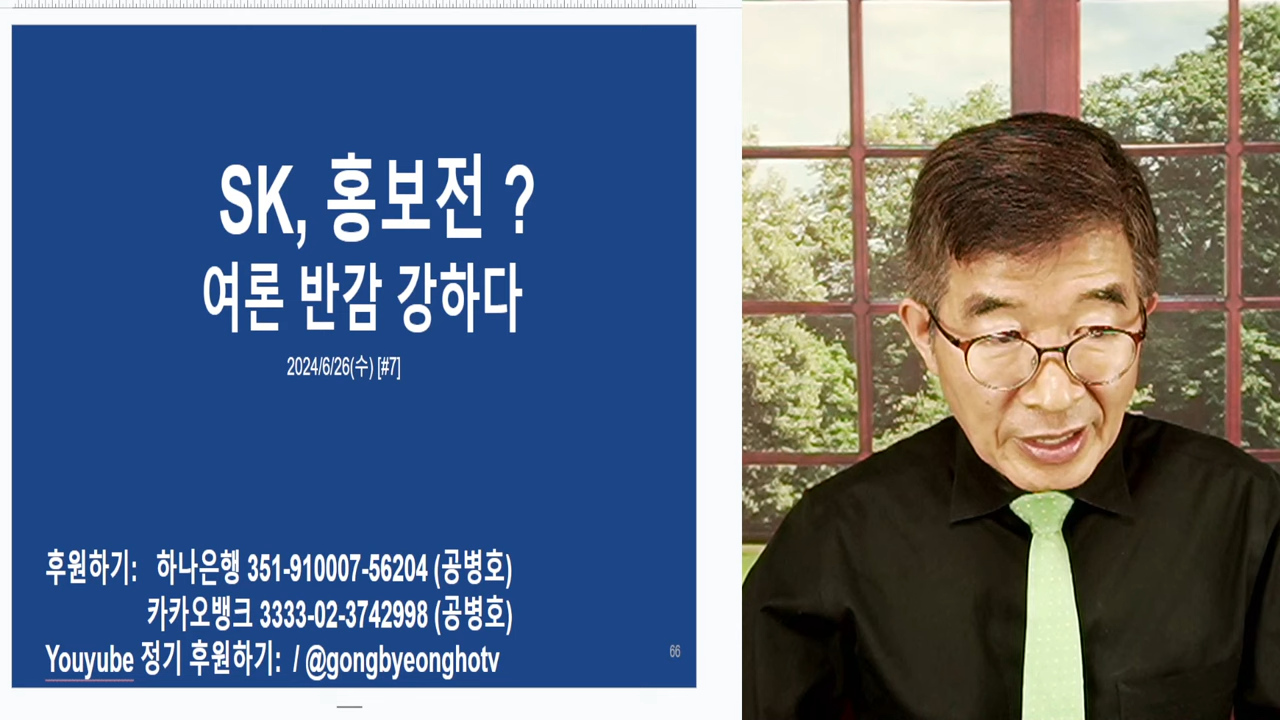 SK, 홍보전 ?
여론 반감 강하다
2024/6/26(수) [#7]
후원하기: 하나은행 351-910007-56204 (공병호)
카카오뱅크 3333-02-3742998 (공병호)
Youyube 정기 후원하기: / @gongbyeonghotv
66